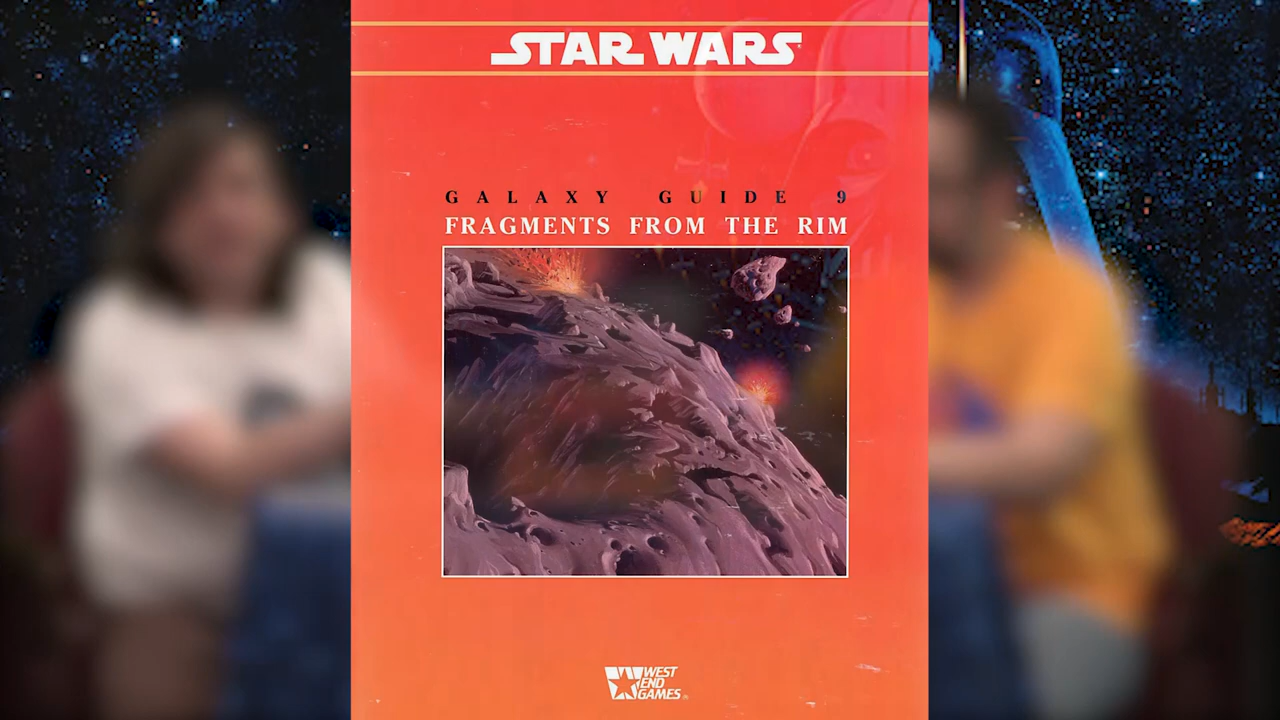 STAR WARS
GALAXY GUIDE 9
FRAGMENTS FROM THE RIM
WEST
END
GAMES